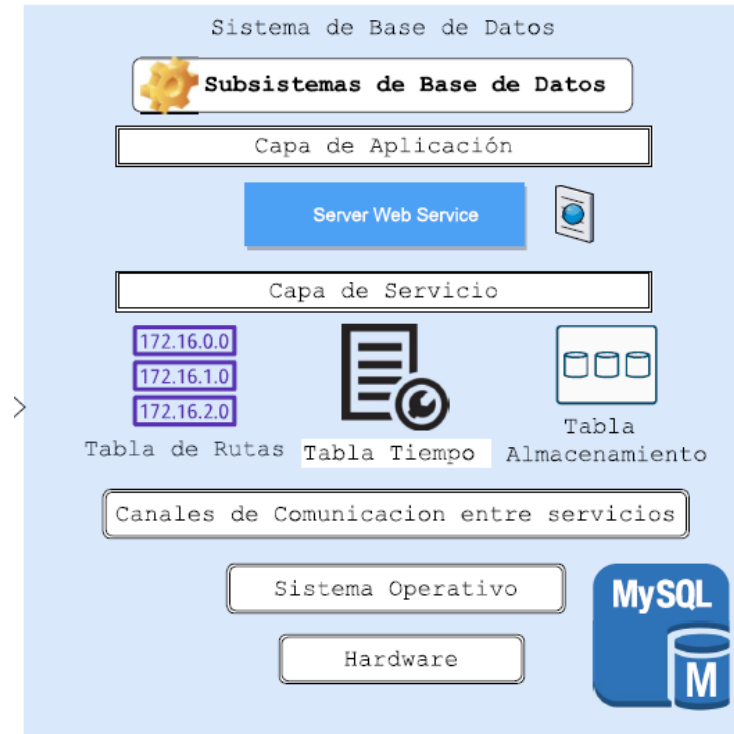 Sistema de Base de Datos
Subsistemas de Base de Datos
Capa de Aplicación
Server Web Service
Capa de Servicio
172.16.0.0
172.16.1.0
172.16.2.0
Tabla de Rutas
Tabla Tiempo
Tabla
Almacenamiento
Canales de Comunicacion entre servicios
Sistema Operativo
MySQL
M
Hardware